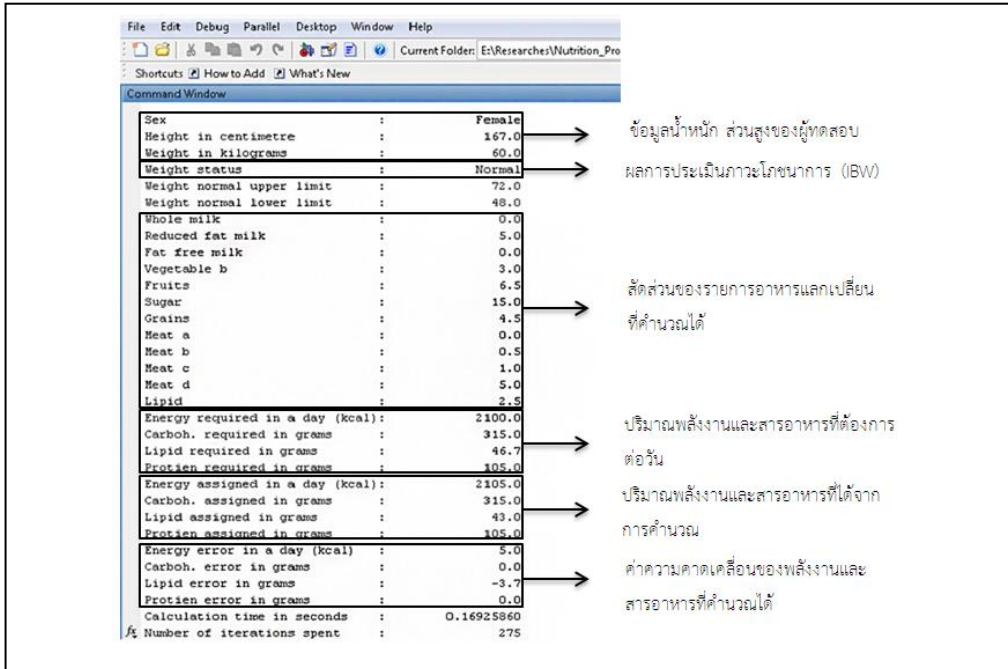 File Edit Debug Parallel Desktop Window Help
Current Folder: E:\Researches\Nutrition_Pro
Shortcuts How to Add What's New
Command Window
Sex : Female
Height in centimetre : 167.0
Weight in kilograms : 60.0
ข้อมูลน้ำหนัก ส่วนสูงของผู้ทดสอบ
Weight status : Normal
ผลการประเมินภาวะโภชนาการ (IBW)
Weight normal upper limit : 72.0
Weight normal lower limit : 48.0
Whole milk : 0.0
Reduced fat milk : 5.0
Fat free milk : 0.0
Vegetable b : 3.0
Fruits : 6.5
Sugar : 15.0
Grains : 4.5
Meat a : 0.0
Meat b : 0.5
Meat c : 1.0
Meat d : 5.0
Lipid : 2.5
สัดส่วนของรายการอาหารแลกเปลี่ยน
ที่คำนวณได้
Energy required in a day (kcal): 2100.0
Carboh. required in grams : 315.0
Lipid required in grams : 46.7
Protien required in grams : 105.0
ปริมาณพลังงานและสารอาหารที่ต้องการ
ต่อวัน
Energy assigned in a day (kcal): 2105.0
Carboh. assigned in grams : 315.0
Lipid assigned in grams : 43.0
Protien assigned in grams : 105.0
ปริมาณพลังงานและสารอาหารที่ได้จาก
การคำนวณ
Energy error in a day (kcal) : 5.0
Carboh. error in grams : 0.0
Lipid error in grams : -3.7
Protien error in grams : 0.0
ค่าความคาดเคลื่อนของพลังงานและ
สารอาหารที่คำนวณได้
Calculation time in seconds : 0.16925860
fx Number of iterations spent : 275